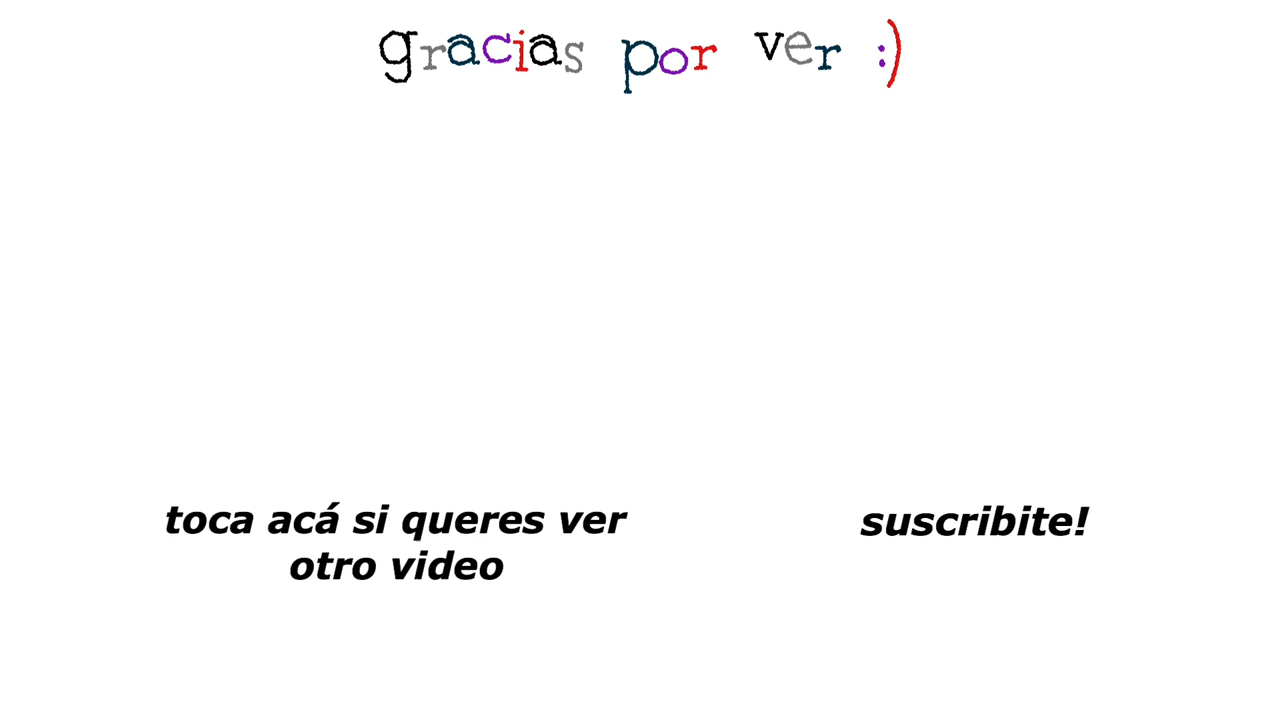 gracias por ver :)
toca acá si queres ver
otro video
suscribite!